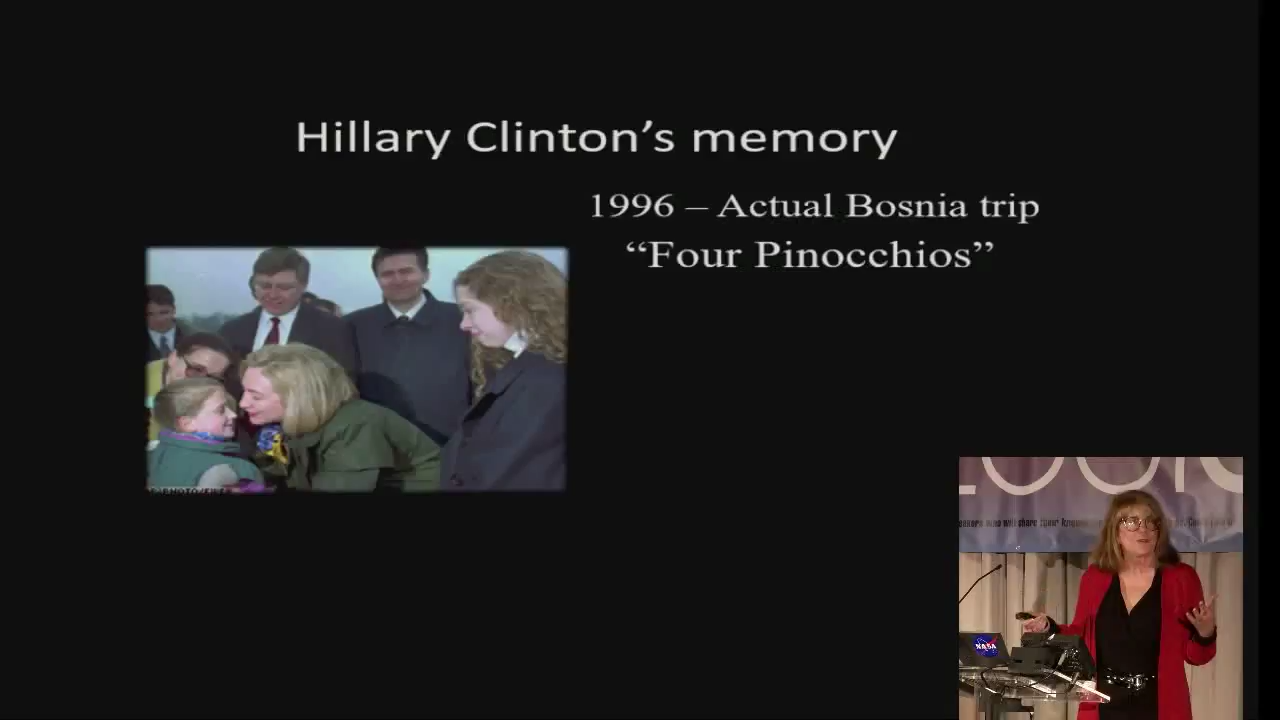 Hillary Clinton’s memory
1996 – Actual Bosnia trip
“Four Pinocchios”
NASA